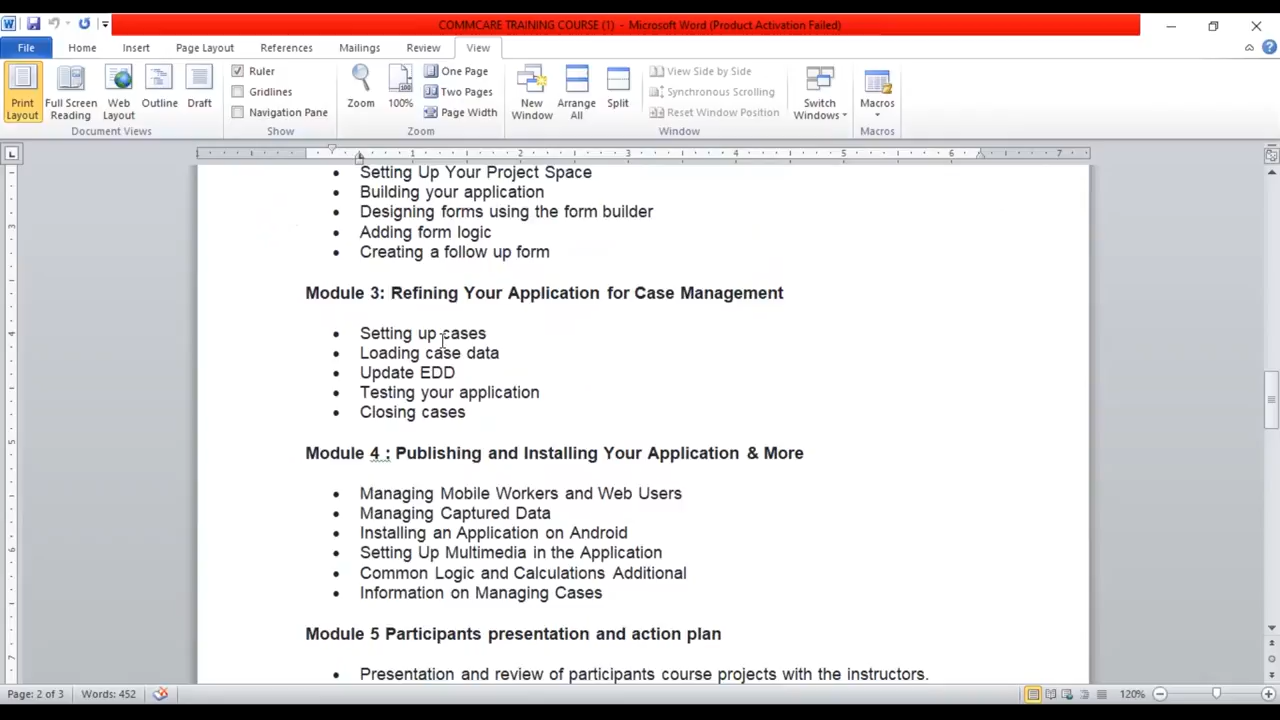 COMMCARE TRAINING COURSE (1) - Microsoft Word (Product Activation Failed)
File Home Insert Page Layout References Mailings Review View
Print Layout
Full Screen Reading
Web Layout
Outline
Draft
Document Views
Ruler
Gridlines
Navigation Pane
Show
Zoom
100%
One Page
Two Pages
Page Width
Zoom
New Window
Arrange All
Split
View Side by Side
Synchronous Scrolling
Reset Window Position
Window
Switch Windows
Macros
Macros
1 2 3 4 5 6 7
• Setting Up Your Project Space
• Building your application
• Designing forms using the form builder
• Adding form logic
• Creating a follow up form
Module 3: Refining Your Application for Case Management
• Setting up cases
• Loading case data
• Update EDD
• Testing your application
• Closing cases
Module 4 : Publishing and Installing Your Application & More
• Managing Mobile Workers and Web Users
• Managing Captured Data
• Installing an Application on Android
• Setting Up Multimedia in the Application
• Common Logic and Calculations Additional
• Information on Managing Cases
Module 5 Participants presentation and action plan
• Presentation and review of participants course projects with the instructors.
Page: 2 of 3 Words: 452 120%